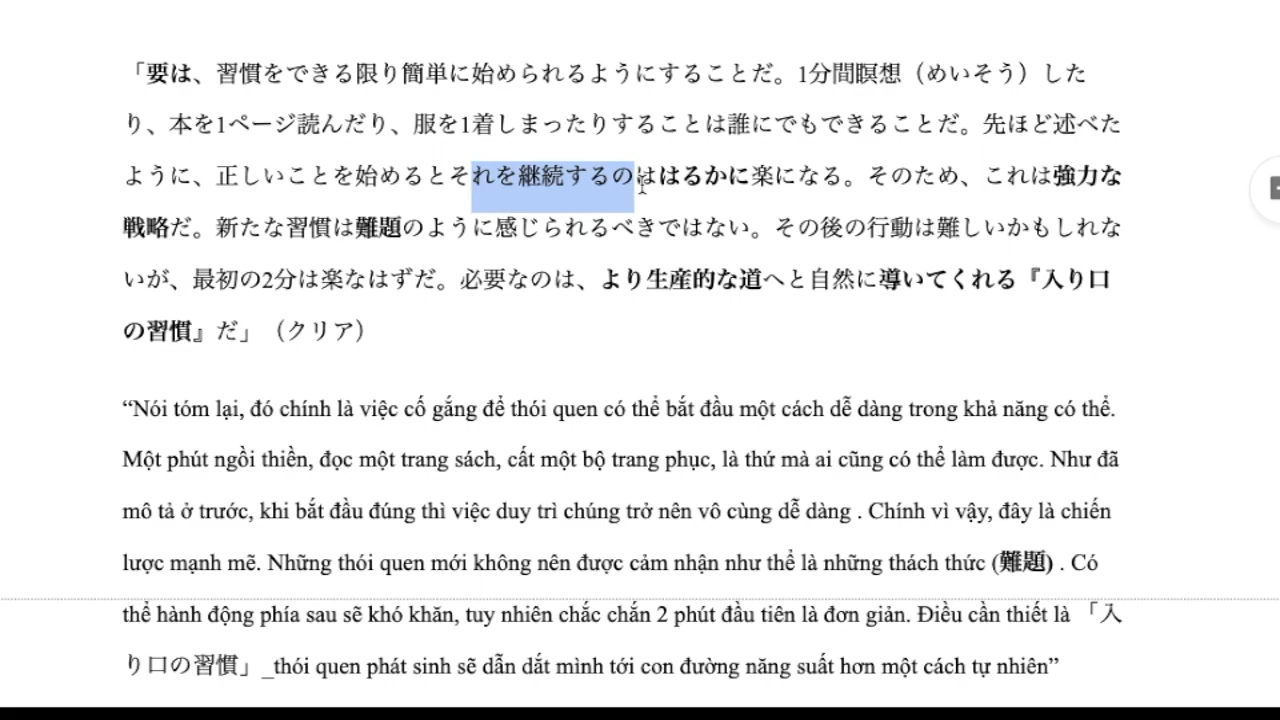 「要は、習慣をできる限り簡単に始められるようにすることだ。1分間瞑想（めいそう）した
り、本を1ページ読んだり、服を1着しまったりすることは誰にでもできることだ。先ほど述べた
ように、正しいことを始めるとそれを継続するのははるかに楽になる。そのため、これは強力な
戦略だ。新たな習慣は難題のように感じられるべきではない。その後の行動は難しいかもしれな
いが、最初の2分は楽なはずだ。必要なのは、より生産的な道へと自然に導いてくれる『入り口
の習慣』だ」（クリア）
“Nói tóm lại, đó chính là việc cố gắng để thói quen có thể bắt đầu một cách dễ dàng trong khả năng có thể.
Một phút ngồi thiền, đọc một trang sách, cất một bộ trang phục, là thứ mà ai cũng có thể làm được. Như đã
mô tả ở trước, khi bắt đầu đúng thì việc duy trì chúng trở nên vô cùng dễ dàng . Chính vì vậy, đây là chiến
lược mạnh mẽ. Những thói quen mới không nên được cảm nhận như thể là những thách thức (難題) . Có
thể hành động phía sau sẽ khó khăn, tuy nhiên chắc chắn 2 phút đầu tiên là đơn giản. Điều cần thiết là 「入
り口の習慣」_thói quen phát sinh sẽ dẫn dắt mình tới con đường năng suất hơn một cách tự nhiên”